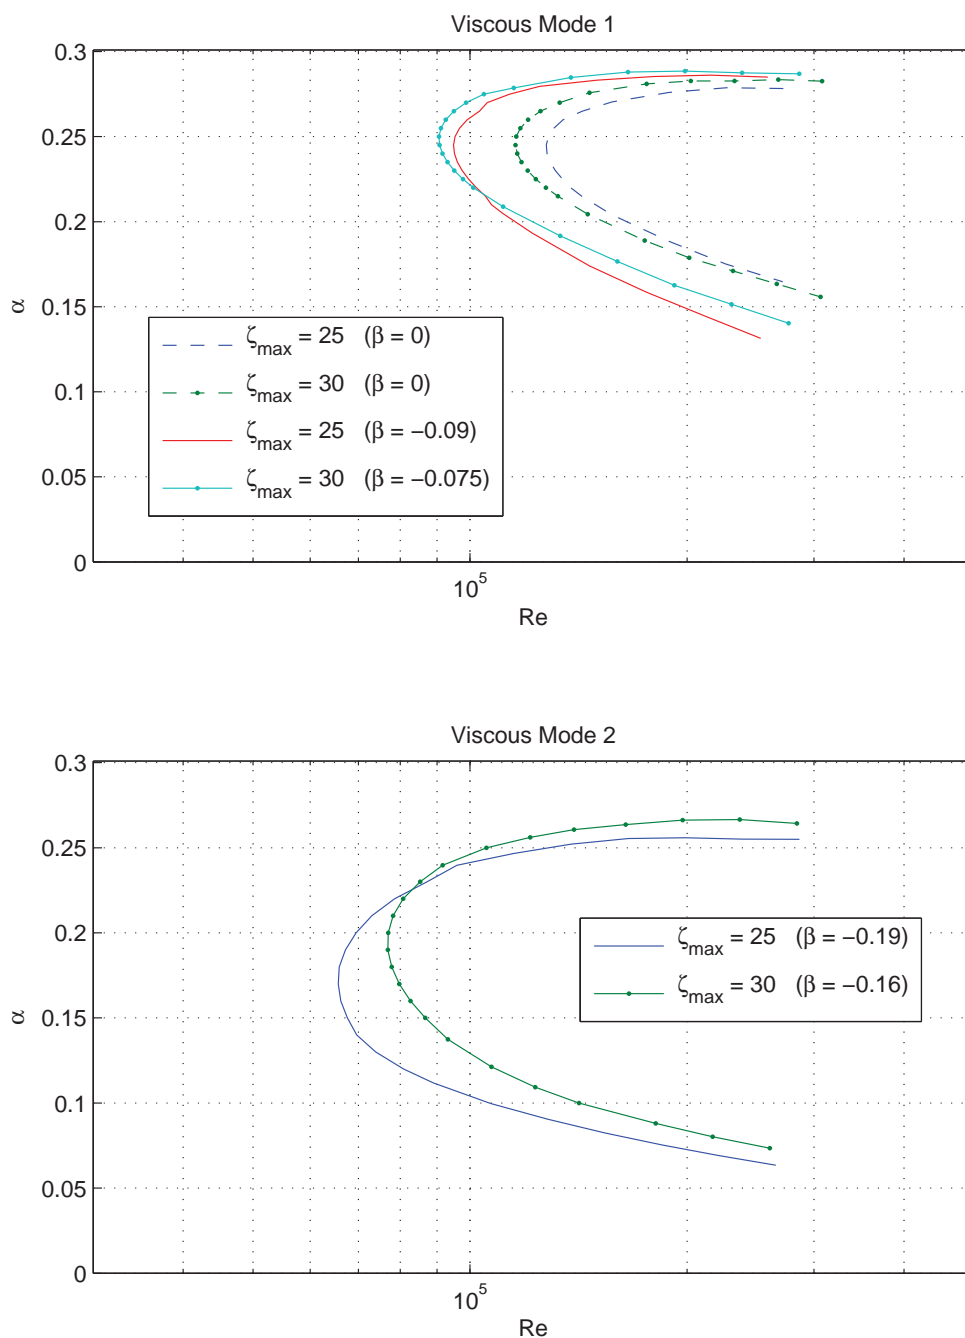 Viscous Mode 1
0.3
0.25
0.2
0.15
0.1
0.05
0
α
ζmax = 25 (β = 0)
ζmax = 30 (β = 0)
ζmax = 25 (β = −0.09)
ζmax = 30 (β = −0.075)
10^5
Re
Viscous Mode 2
0.3
0.25
0.2
0.15
0.1
0.05
0
α
ζmax = 25 (β = −0.19)
ζmax = 30 (β = −0.16)
10^5
Re